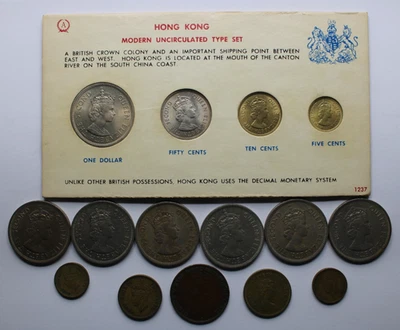 A
HONG KONG
MODERN UNCIRCULATED TYPE SET
A BRITISH CROWN COLONY AND AN IMPORTANT SHIPPING POINT BETWEEN
EAST AND WEST. HONG KONG IS LOCATED AT THE MOUTH OF THE CANTON
RIVER ON THE SOUTH CHINA COAST
ONE DOLLAR
FIFTY CENTS
TEN CENTS
FIVE CENTS
UNLIKE OTHER BRITISH POSSESSIONS, HONG KONG USES THE DECIMAL MONETARY SYSTEM
1237